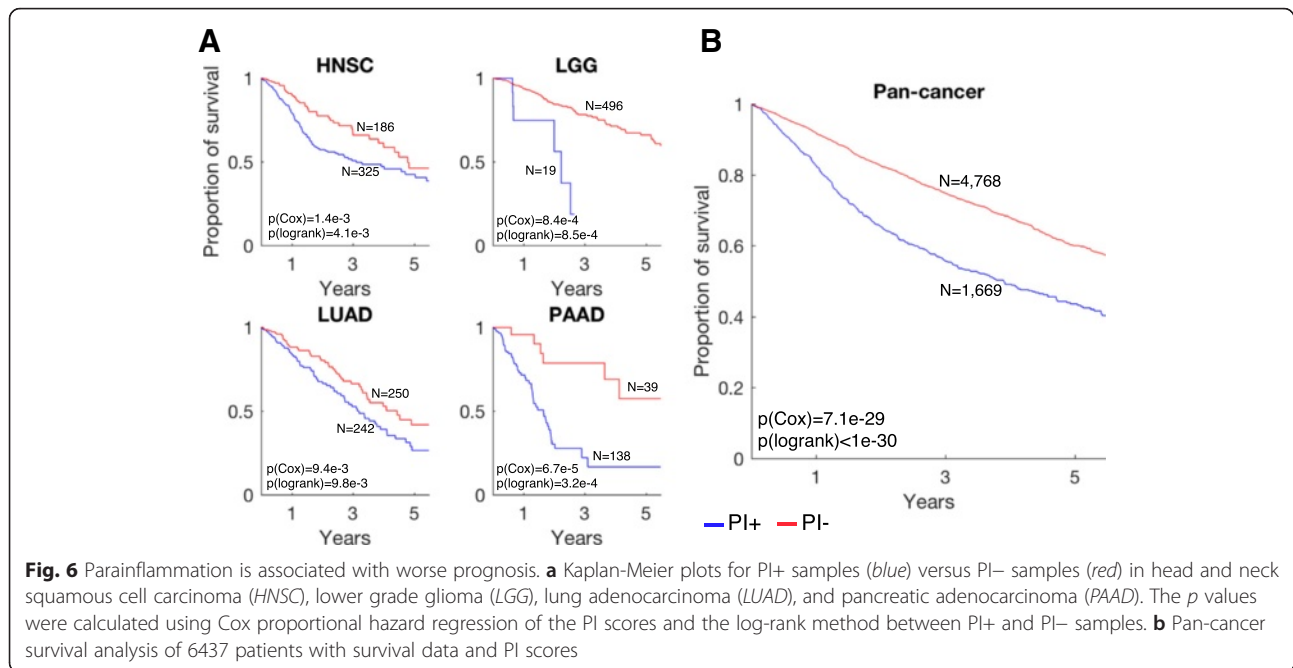 A
HNSC
Proportion of survival
1
0.5
0
N=186
N=325
p(Cox)=1.4e-3
p(logrank)=4.1e-3
1 3 5
Years
LGG
1
0.5
0
N=496
N=19
p(Cox)=8.4e-4
p(logrank)=8.5e-4
1 3 5
Years
LUAD
1
0.5
0
N=250
N=242
p(Cox)=9.4e-3
p(logrank)=9.8e-3
1 3 5
Years
PAAD
1
0.5
0
N=39
N=138
p(Cox)=6.7e-5
p(logrank)=3.2e-4
1 3 5
Years
B
Pan-cancer
Proportion of survival
1
0.8
0.6
0.4
0.2
0
N=4,768
N=1,669
p(Cox)=7.1e-29
p(logrank)<1e-30
1 3 5
Years
PI+ PI-
Fig. 6 Parainflammation is associated with worse prognosis. a Kaplan-Meier plots for PI+ samples (blue) versus PI− samples (red) in head and neck
squamous cell carcinoma (HNSC), lower grade glioma (LGG), lung adenocarcinoma (LUAD), and pancreatic adenocarcinoma (PAAD). The p values
were calculated using Cox proportional hazard regression of the PI scores and the log-rank method between PI+ and PI− samples. b Pan-cancer
survival analysis of 6437 patients with survival data and PI scores